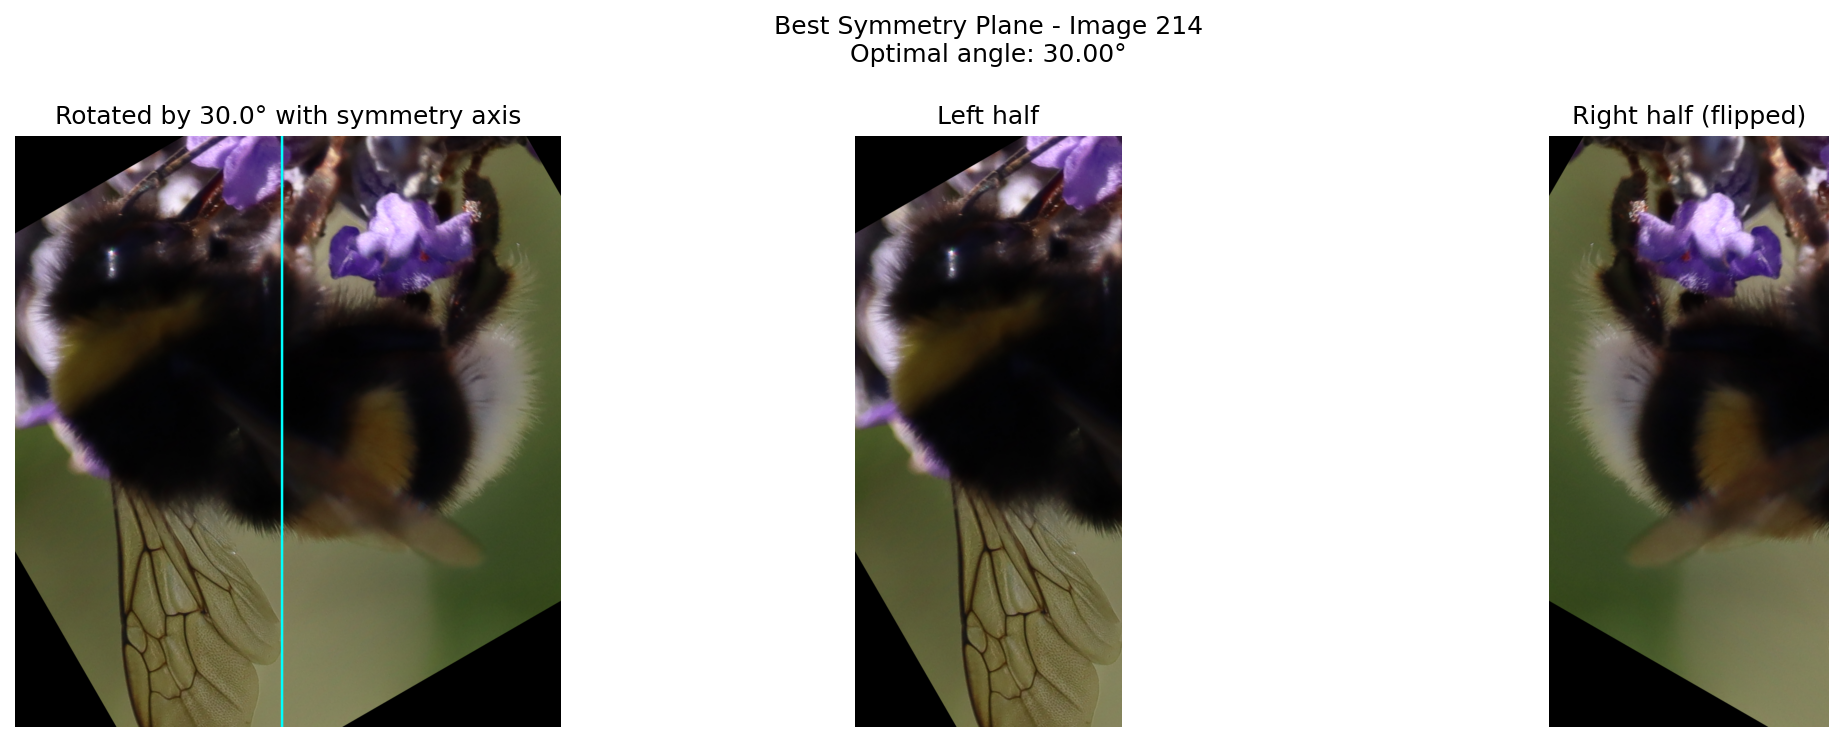 Best Symmetry Plane - Image 214
Optimal angle: 30.00°
Rotated by 30.0° with symmetry axis
Left half
Right half (flipped)